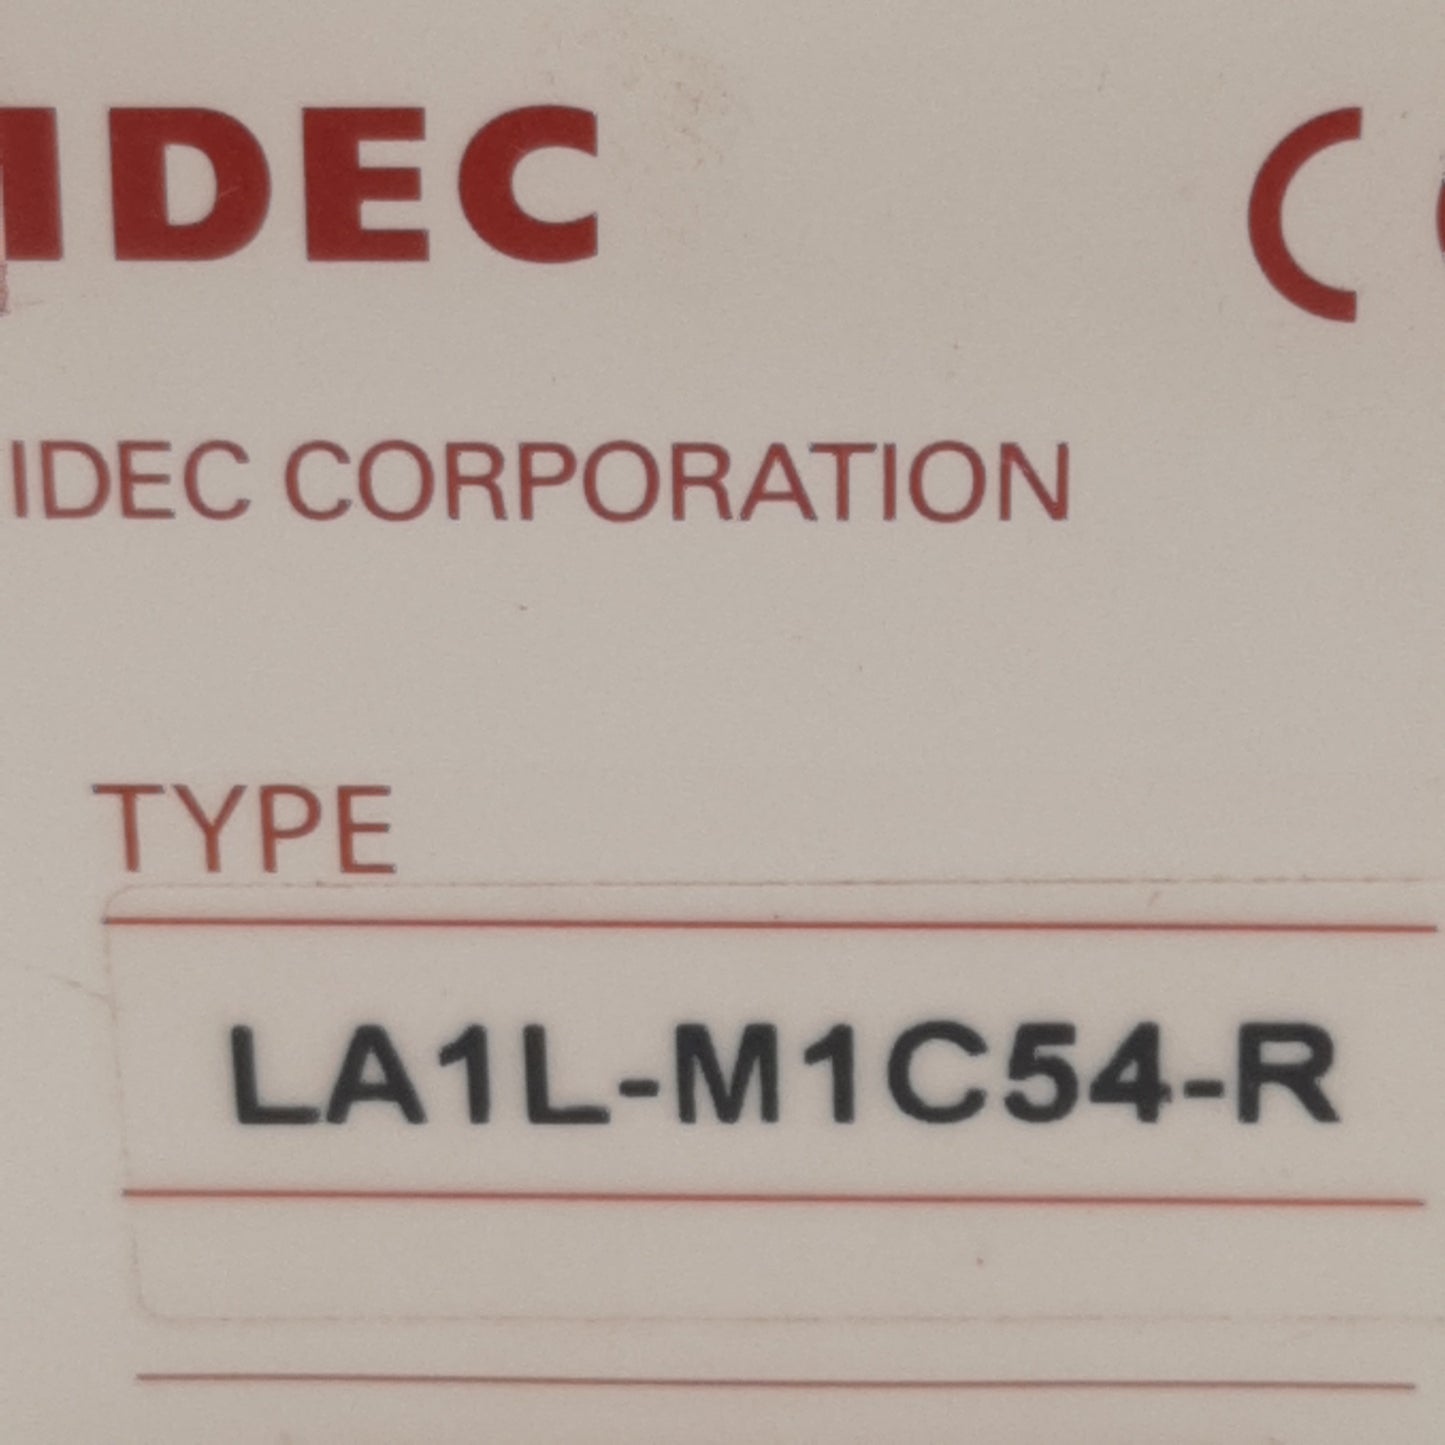 IDEC
IDEC CORPORATION
TYPE
LA1L-M1C54-R